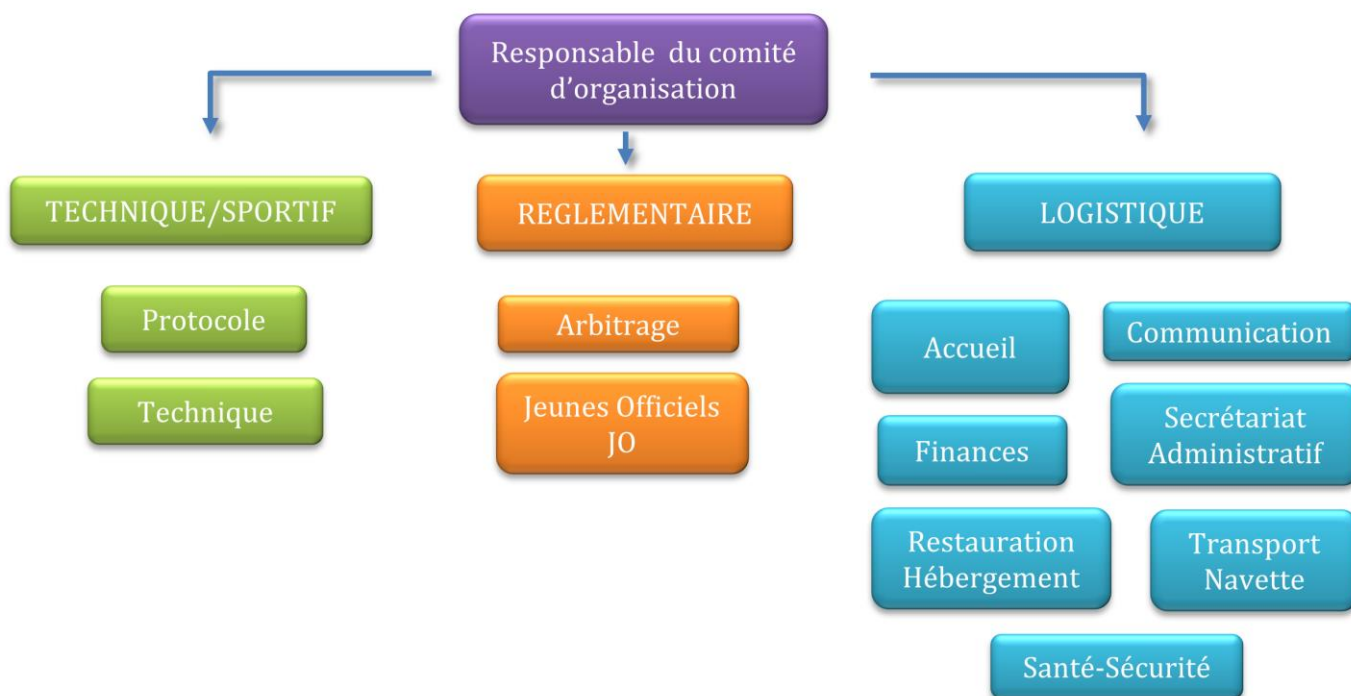 Responsable du comité
d’organisation
TECHNIQUE/SPORTIF
REGLEMENTAIRE
LOGISTIQUE
Protocole
Technique
Arbitrage
Jeunes Officiels
JO
Accueil
Communication
Finances
Secrétariat
Administratif
Restauration
Hébergement
Transport
Navette
Santé-Sécurité